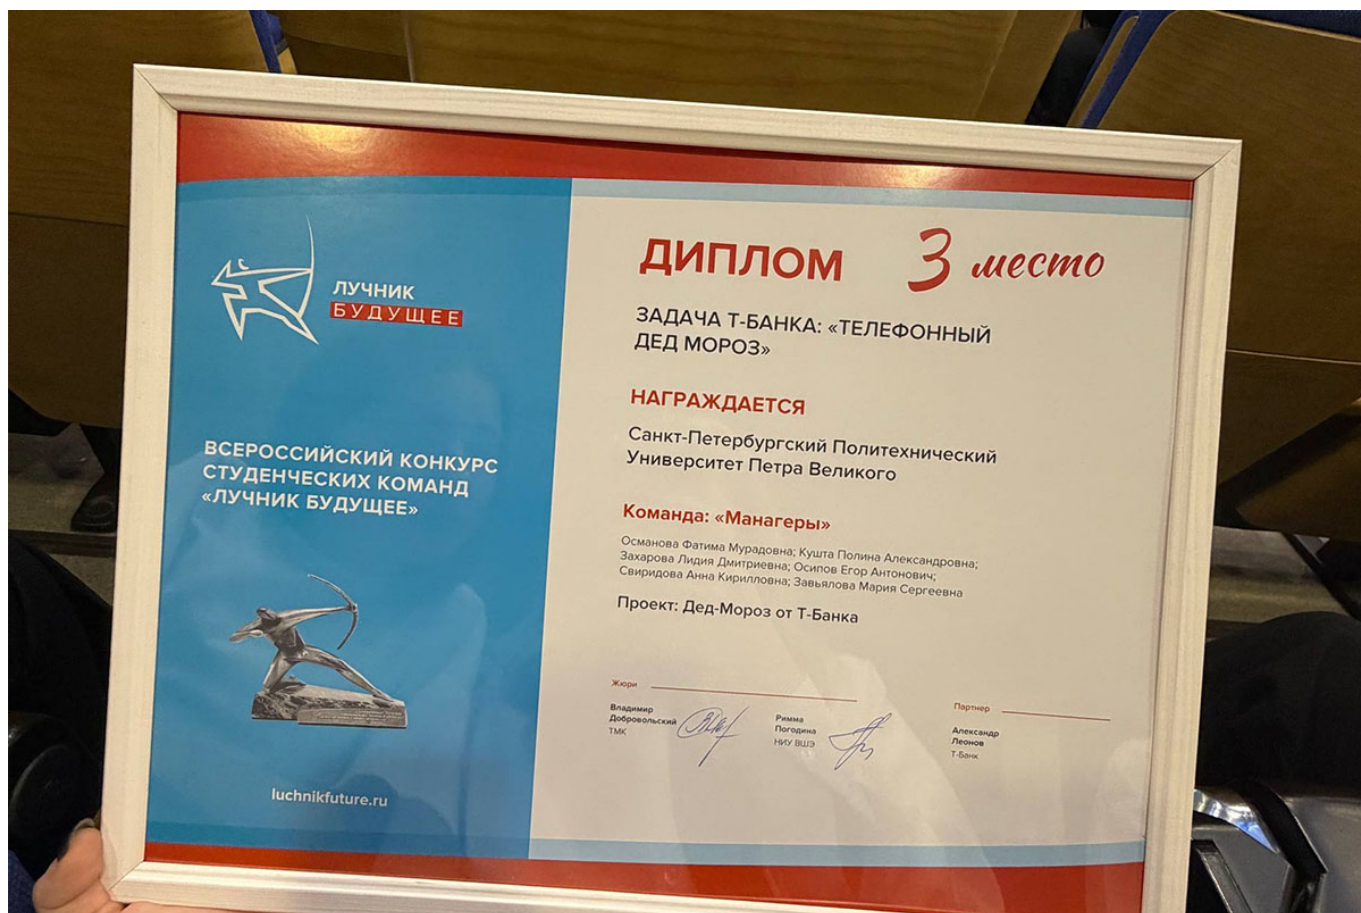 ЛУЧНИК
БУДУЩЕЕ
ВСЕРОССИЙСКИЙ КОНКУРС
СТУДЕНЧЕСКИХ КОМАНД
«ЛУЧНИК БУДУЩЕЕ»
luchnikfuture.ru
ДИПЛОМ 3 место
ЗАДАЧА Т-БАНКА: «ТЕЛЕФОННЫЙ
ДЕД МОРОЗ»
НАГРАЖДАЕТСЯ
Санкт-Петербургский Политехнический
Университет Петра Великого
Команда: «Манагеры»
Османова Фатима Мурадовна; Кушта Полина Александровна;
Захарова Лидия Дмитриевна; Осипов Егор Антонович;
Свиридова Анна Кирилловна; Завьялова Мария Сергеевна
Проект: Дед-Мороз от Т-Банка
Жюри
Владимир
Добровольский
ТМК
Римма
Погодина
НИУ ВШЭ
Партнер
Александр
Леонов
Т-Банк